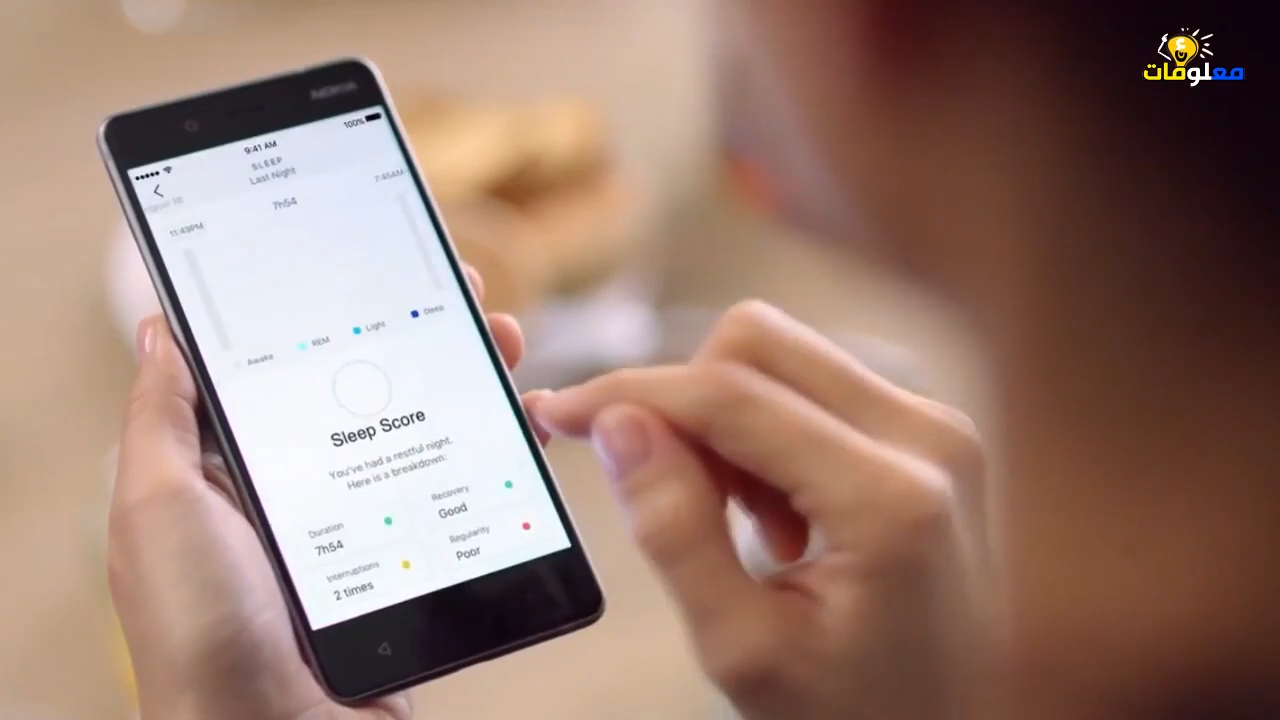 معلومات
NOKIA
100%
9:41 AM
SLEEP
Last Night
7:45AM
7h54
11:49PM
Awake
REM
Light
Deep
Sleep Score
You've had a restful night.
Here is a breakdown:
Duration
7h54
Recovery
Good
Interruptions
2 times
Regularity
Poor